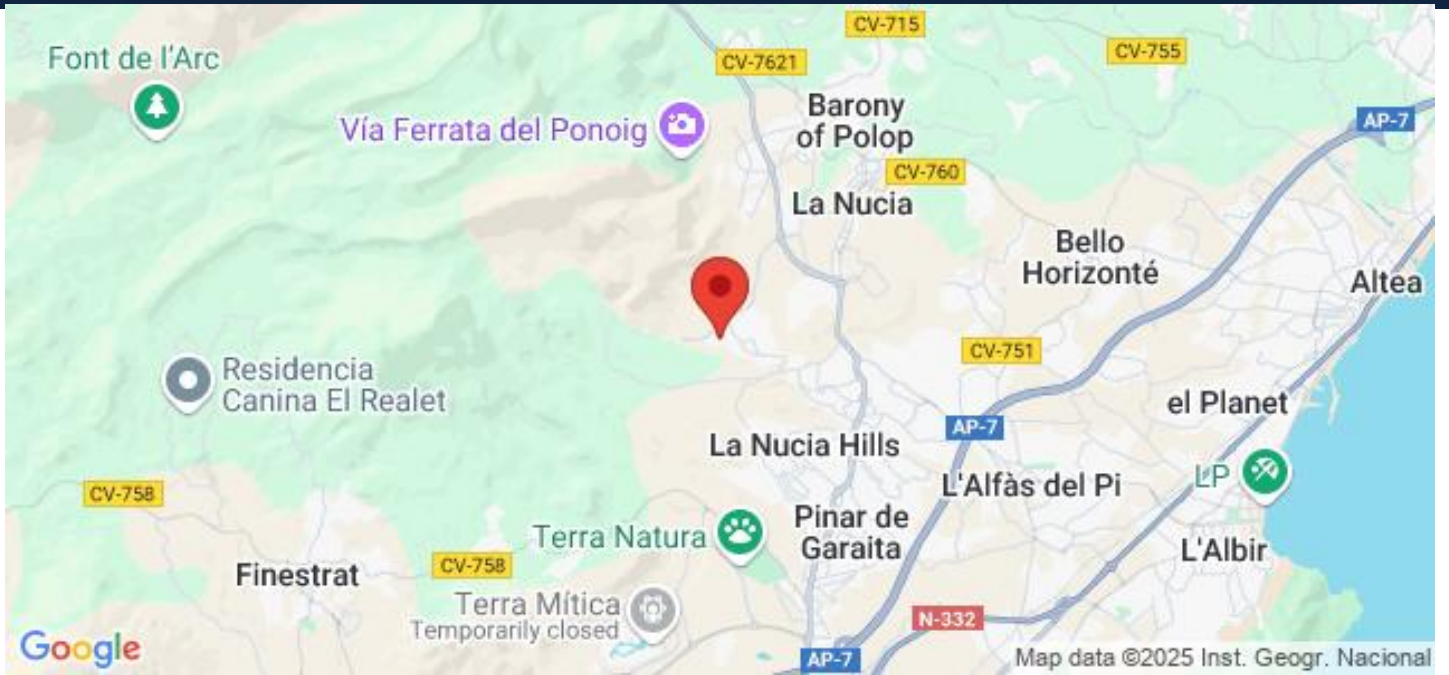 CV-715
Font de l'Arc
CV-7621
CV-755
Barony
of Polop
AP-7
Vía Ferrata del Ponoig
CV-760
La Nucia
Bello
Horizonté
Altea
CV-751
Residencia
Canina El Realet
el Planet
AP-7
La Nucia Hills
LP
L'Alfàs del Pi
CV-758
Terra Natura
Pinar de
Garaita
L'Albir
Finestrat
CV-758
Terra Mítica
Temporarily closed
N-332
Google
AP-7
Map data ©2025 Inst. Geogr. Nacional